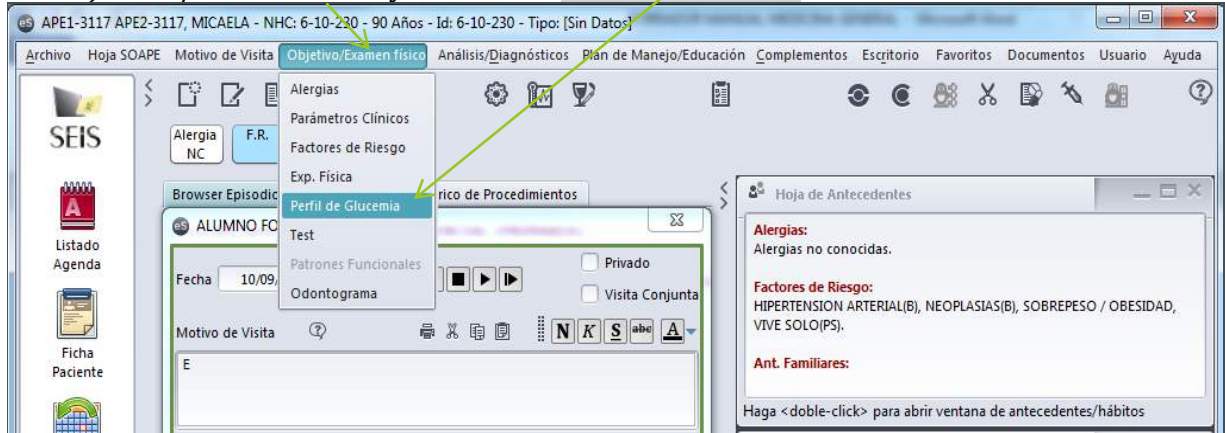 APE1-3117 APE2-3117, MICAELA - NHC: 6-10-230 - 90 Años - Id: 6-10-230 - Tipo: [Sin Datos]
Archivo Hoja SOAPE Motivo de Visita Objetivo/Examen físico Análisis/Diagnósticos Plan de Manejo/Educación Complementos Escritorio Favoritos Documentos Usuario Ayuda
SEIS
Alergia NC
F.R.
Alergias
Parámetros Clínicos
Factores de Riesgo
Exp. Física
Perfil de Glucemia
Test
Patrones Funcionales
Odontograma
Listado
Agenda
Ficha
Paciente
Browser Episodic
rico de Procedimientos
ALUMNO FO
Fecha 10/09/
Privado
Visita Conjunta
Motivo de Visita
N K S abc A
E
Hoja de Antecedentes
Alergias:
Alergias no conocidas.
Factores de Riesgo:
HIPERTENSION ARTERIAL(B), NEOPLASIAS(B), SOBREPESO / OBESIDAD,
VIVE SOLO(PS).
Ant. Familiares:
Haga <doble-click> para abrir ventana de antecedentes/hábitos